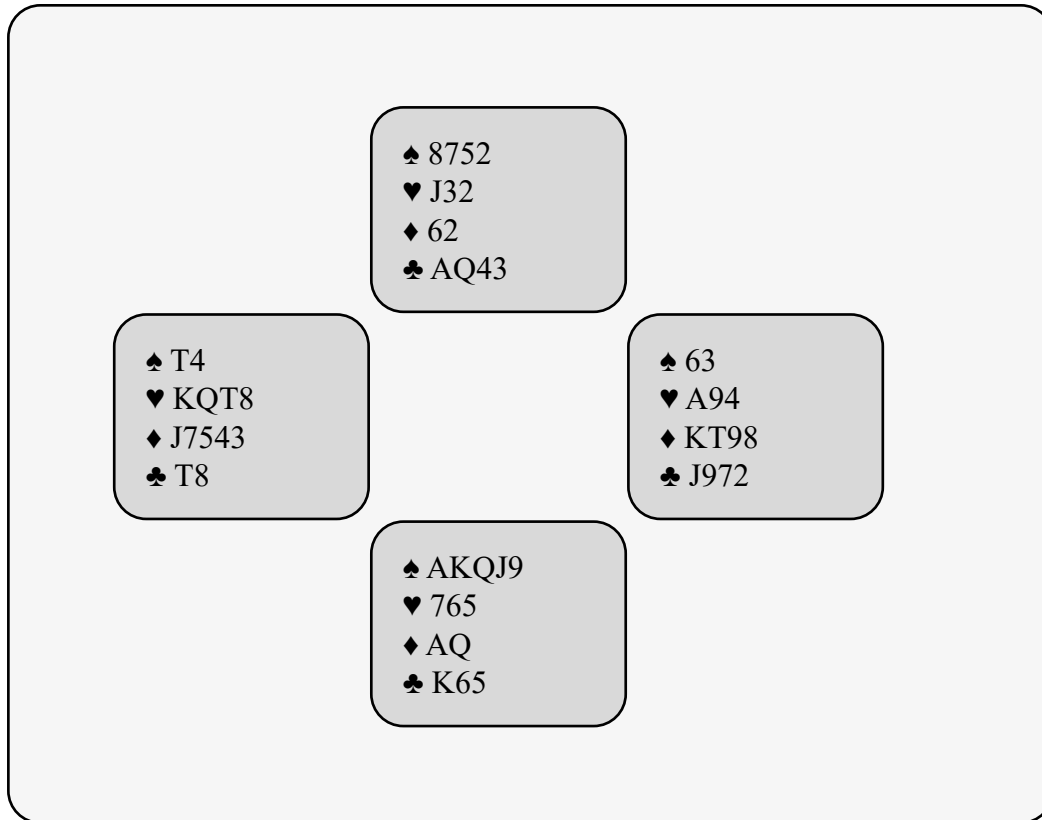 ♠ 8752
♥ J32
♦ 62
♣ AQ43
♠ T4
♥ KQT8
♦ J7543
♣ T8
♠ 63
♥ A94
♦ KT98
♣ J972
♠ AKQJ9
♥ 765
♦ AQ
♣ K65